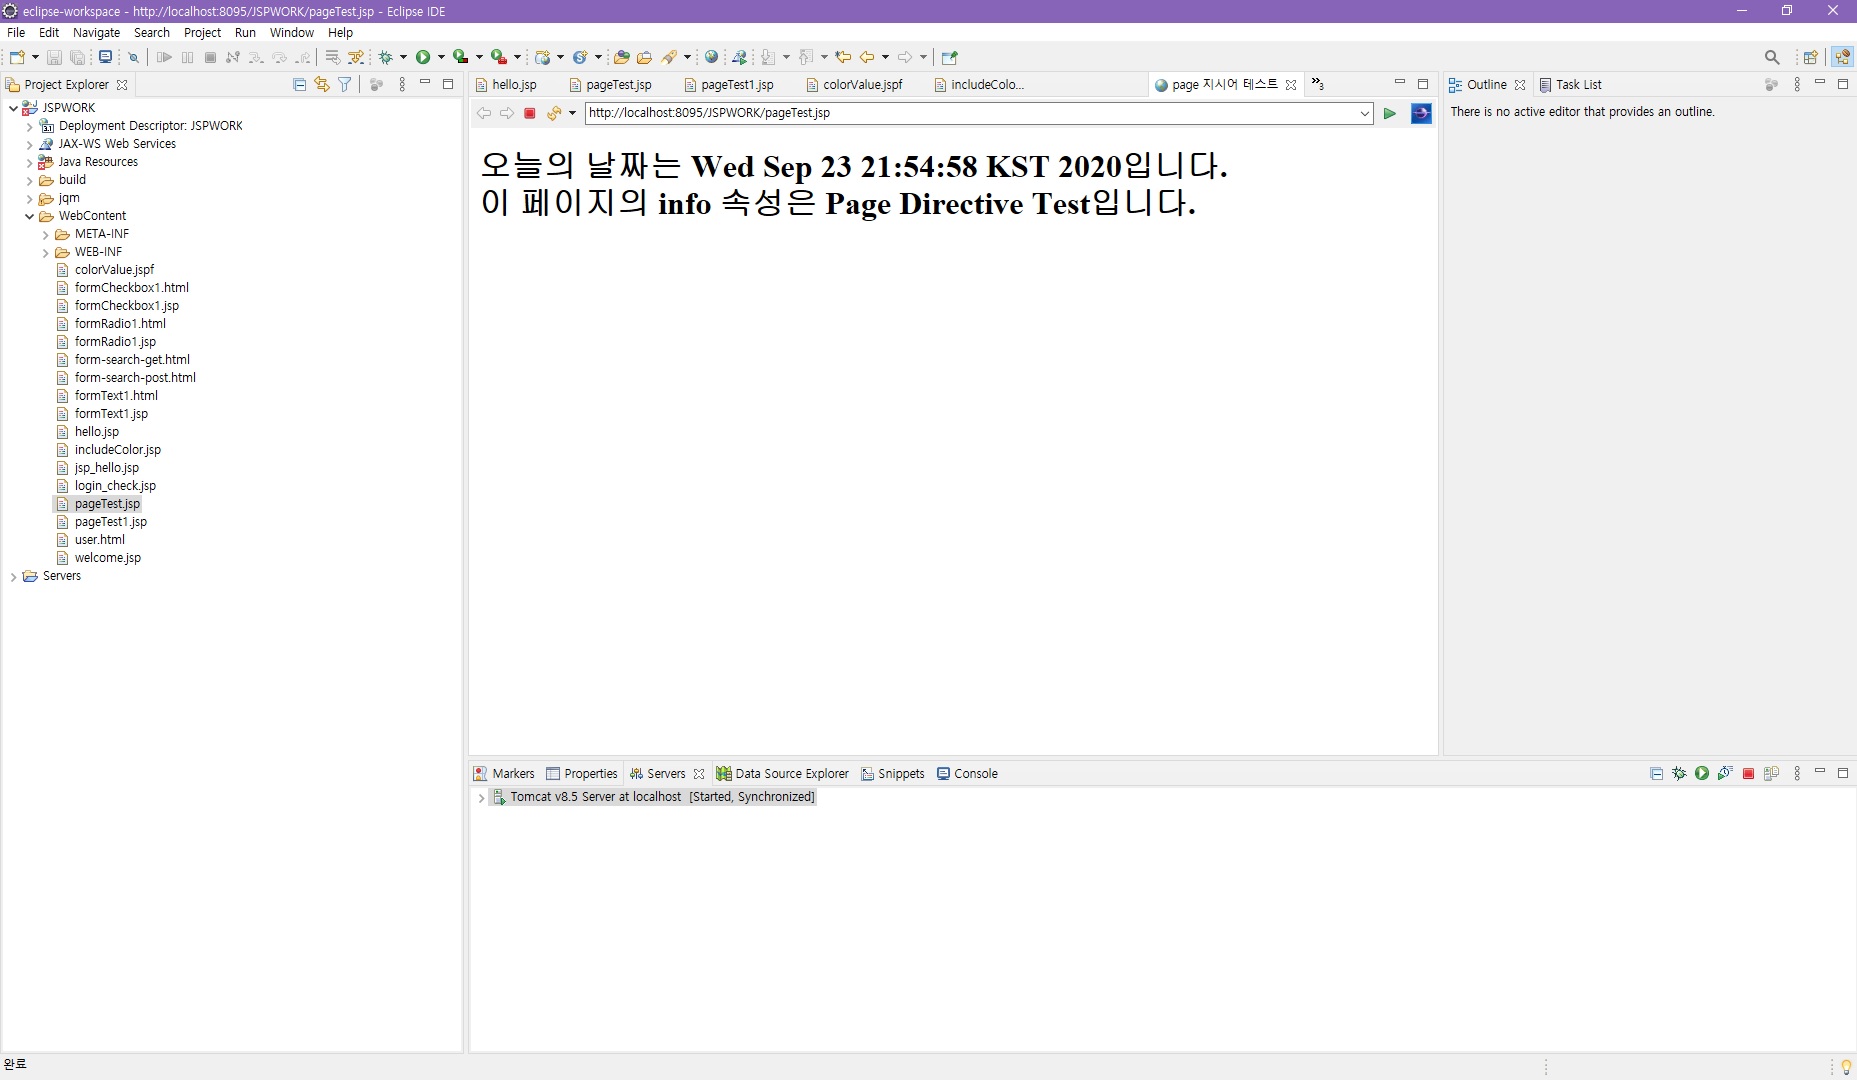 eclipse-workspace - http://localhost:8095/JSPWORK/pageTest.jsp - Eclipse IDE
File Edit Navigate Search Project Run Window Help
Project Explorer
JSPWORK
Deployment Descriptor: JSPWORK
JAX-WS Web Services
Java Resources
build
jqm
WebContent
META-INF
WEB-INF
colorValue.jspf
formCheckbox1.html
formCheckbox1.jsp
formRadio1.html
formRadio1.jsp
form-search-get.html
form-search-post.html
formText1.html
formText1.jsp
hello.jsp
includeColor.jsp
jsp_hello.jsp
login_check.jsp
pageTest.jsp
pageTest1.jsp
user.html
welcome.jsp
Servers
hello.jsp pageTest.jsp pageTest1.jsp colorValue.jspf includeColo... page 지시어 테스트 »3
http://localhost:8095/JSPWORK/pageTest.jsp
오늘의 날짜는 Wed Sep 23 21:54:58 KST 2020입니다.
이 페이지의 info 속성은 Page Directive Test입니다.
Outline Task List
There is no active editor that provides an outline.
Markers Properties Servers Data Source Explorer Snippets Console
Tomcat v8.5 Server at localhost [Started, Synchronized]
완료